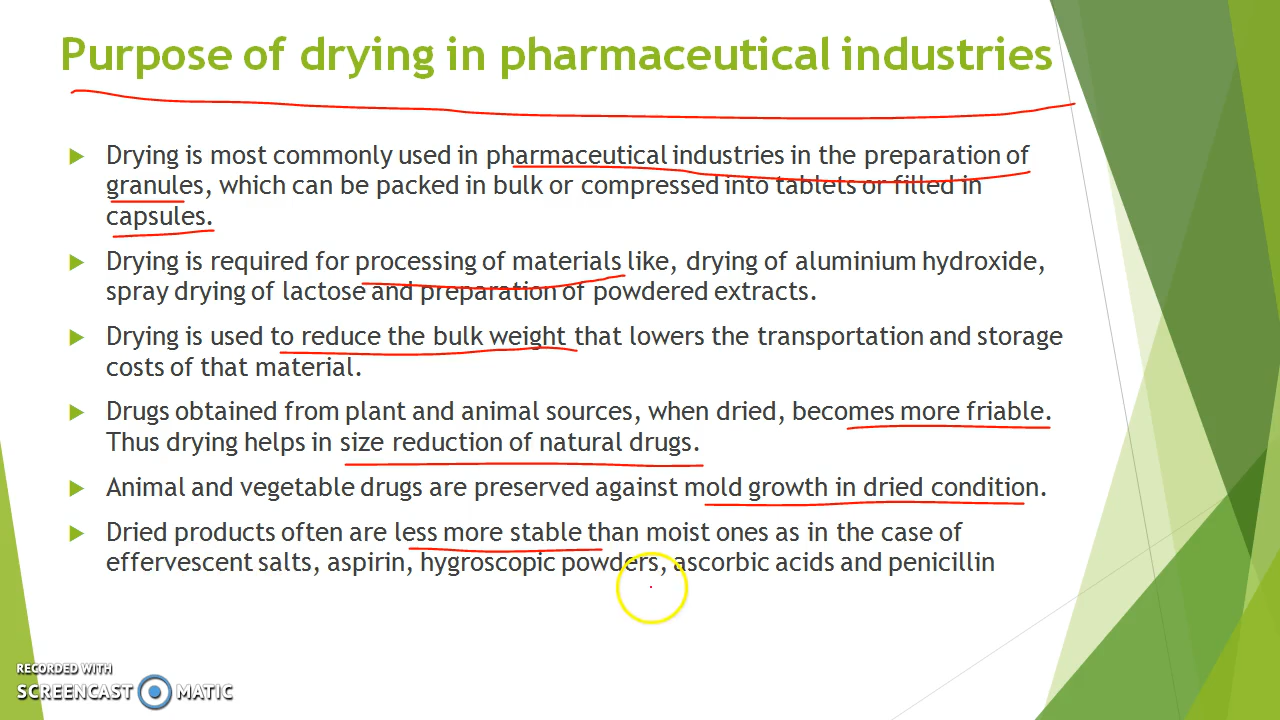 Purpose of drying in pharmaceutical industries
Drying is most commonly used in pharmaceutical industries in the preparation of
granules, which can be packed in bulk or compressed into tablets or filled in
capsules.
Drying is required for processing of materials like, drying of aluminium hydroxide,
spray drying of lactose and preparation of powdered extracts.
Drying is used to reduce the bulk weight that lowers the transportation and storage
costs of that material.
Drugs obtained from plant and animal sources, when dried, becomes more friable.
Thus drying helps in size reduction of natural drugs.
Animal and vegetable drugs are preserved against mold growth in dried condition.
Dried products often are less more stable than moist ones as in the case of
effervescent salts, aspirin, hygroscopic powders, ascorbic acids and penicillin
RECORDED WITH
SCREENCAST MATIC